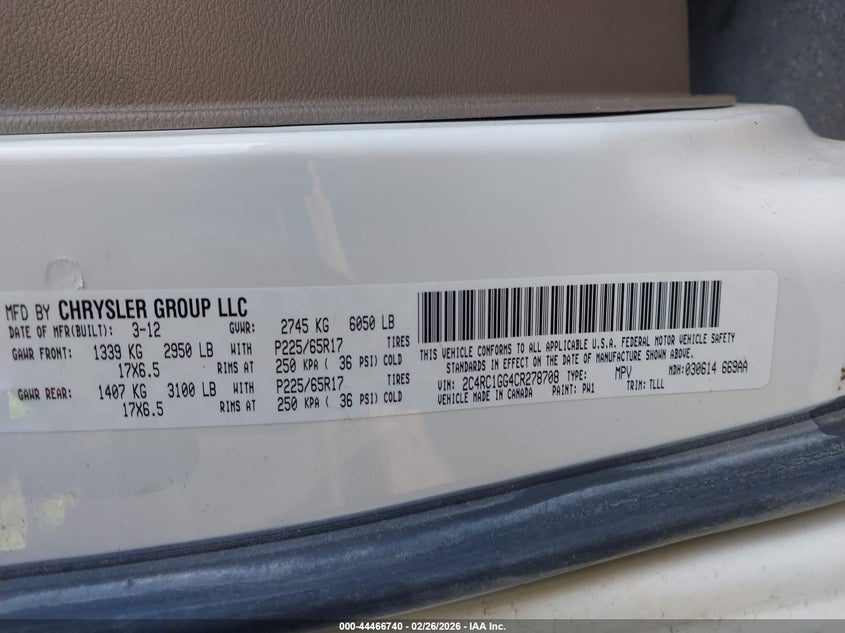 MFD BY CHRYSLER GROUP LLC
DATE OF MFR(BUILT): 3-12 GVWR: 2745 KG 6050 LB
GAWR FRONT: 1339 KG 2950 LB WITH P225/65R17 TIRES
17X6.5 RIMS AT 250 KPA ( 36 PSI) COLD
GAWR REAR: 1407 KG 3100 LB WITH P225/65R17 TIRES
17X6.5 RIMS AT 250 KPA ( 36 PSI) COLD
THIS VEHICLE CONFORMS TO ALL APPLICABLE U.S.A. FEDERAL MOTOR VEHICLE SAFETY
STANDARDS IN EFFECT ON THE DATE OF MANUFACTURE SHOWN ABOVE.
VIN: 2C4RC1GG4CR278708 TYPE: MPV MDH: 030614 669AA
VEHICLE MADE IN CANADA PAINT: PW1 TRIM: TLLL
000-44466740 - 02/26/2026 - IAA Inc.